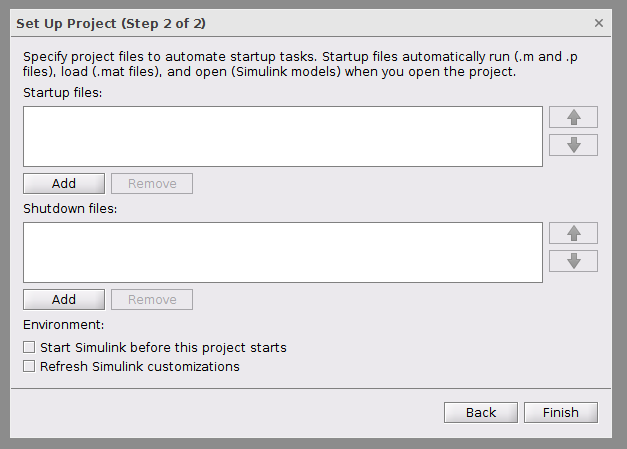 Set Up Project (Step 2 of 2)
Specify project files to automate startup tasks. Startup files automatically run (.m and .p
files), load (.mat files), and open (Simulink models) when you open the project.
Startup files:
Add
Remove
Shutdown files:
Add
Remove
Environment:
Start Simulink before this project starts
Refresh Simulink customizations
Back
Finish